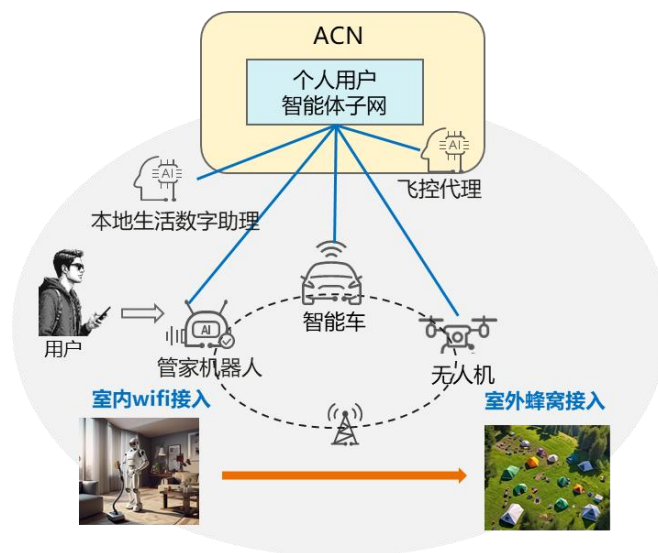 ACN
个人用户
智能体子网
AI
飞控代理
AI
本地生活数字助理
智能车
用户
AI
管家机器人
无人机
室内wifi接入
室外蜂窝接入